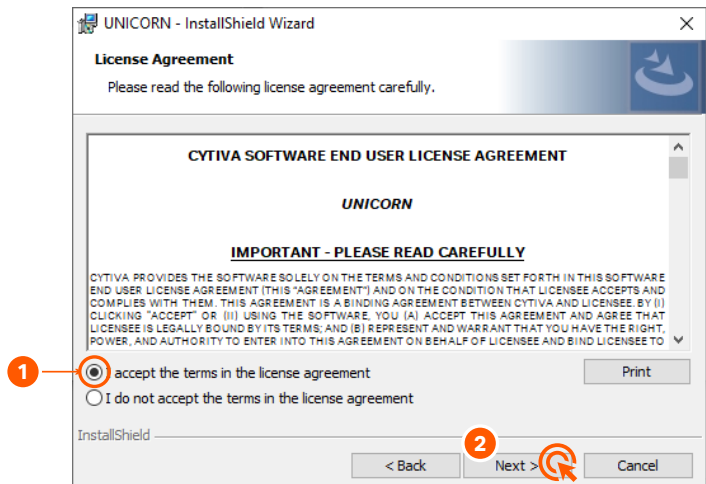 UNICORN - InstallShield Wizard
License Agreement
Please read the following license agreement carefully.
CYTIVA SOFTWARE END USER LICENSE AGREEMENT
UNICORN
IMPORTANT - PLEASE READ CAREFULLY
CYTIVA PROVIDES THE SOFTWARE SOLELY ON THE TERMS AND CONDITIONS SET FORTH IN THIS SOFTWARE
END USER LICENSE AGREEMENT (THIS "AGREEMENT") AND ON THE CONDITION THAT LICENSEE ACCEPTS AND
COMPLIES WITH THEM. THIS AGREEMENT IS A BINDING AGREEMENT BETWEEN CYTIVA AND LICENSEE. BY (I)
CLICKING "ACCEPT" OR (II) USING THE SOFTWARE, YOU (A) ACCEPT THIS AGREEMENT AND AGREE THAT
LICENSEE IS LEGALLY BOUND BY ITS TERMS; AND (B) REPRESENT AND WARRANT THAT YOU HAVE THE RIGHT,
POWER, AND AUTHORITY TO ENTER INTO THIS AGREEMENT ON BEHALF OF LICENSEE AND BIND LICENSEE TO
1
I accept the terms in the license agreement
Print
I do not accept the terms in the license agreement
InstallShield
2
< Back
Next >
Cancel